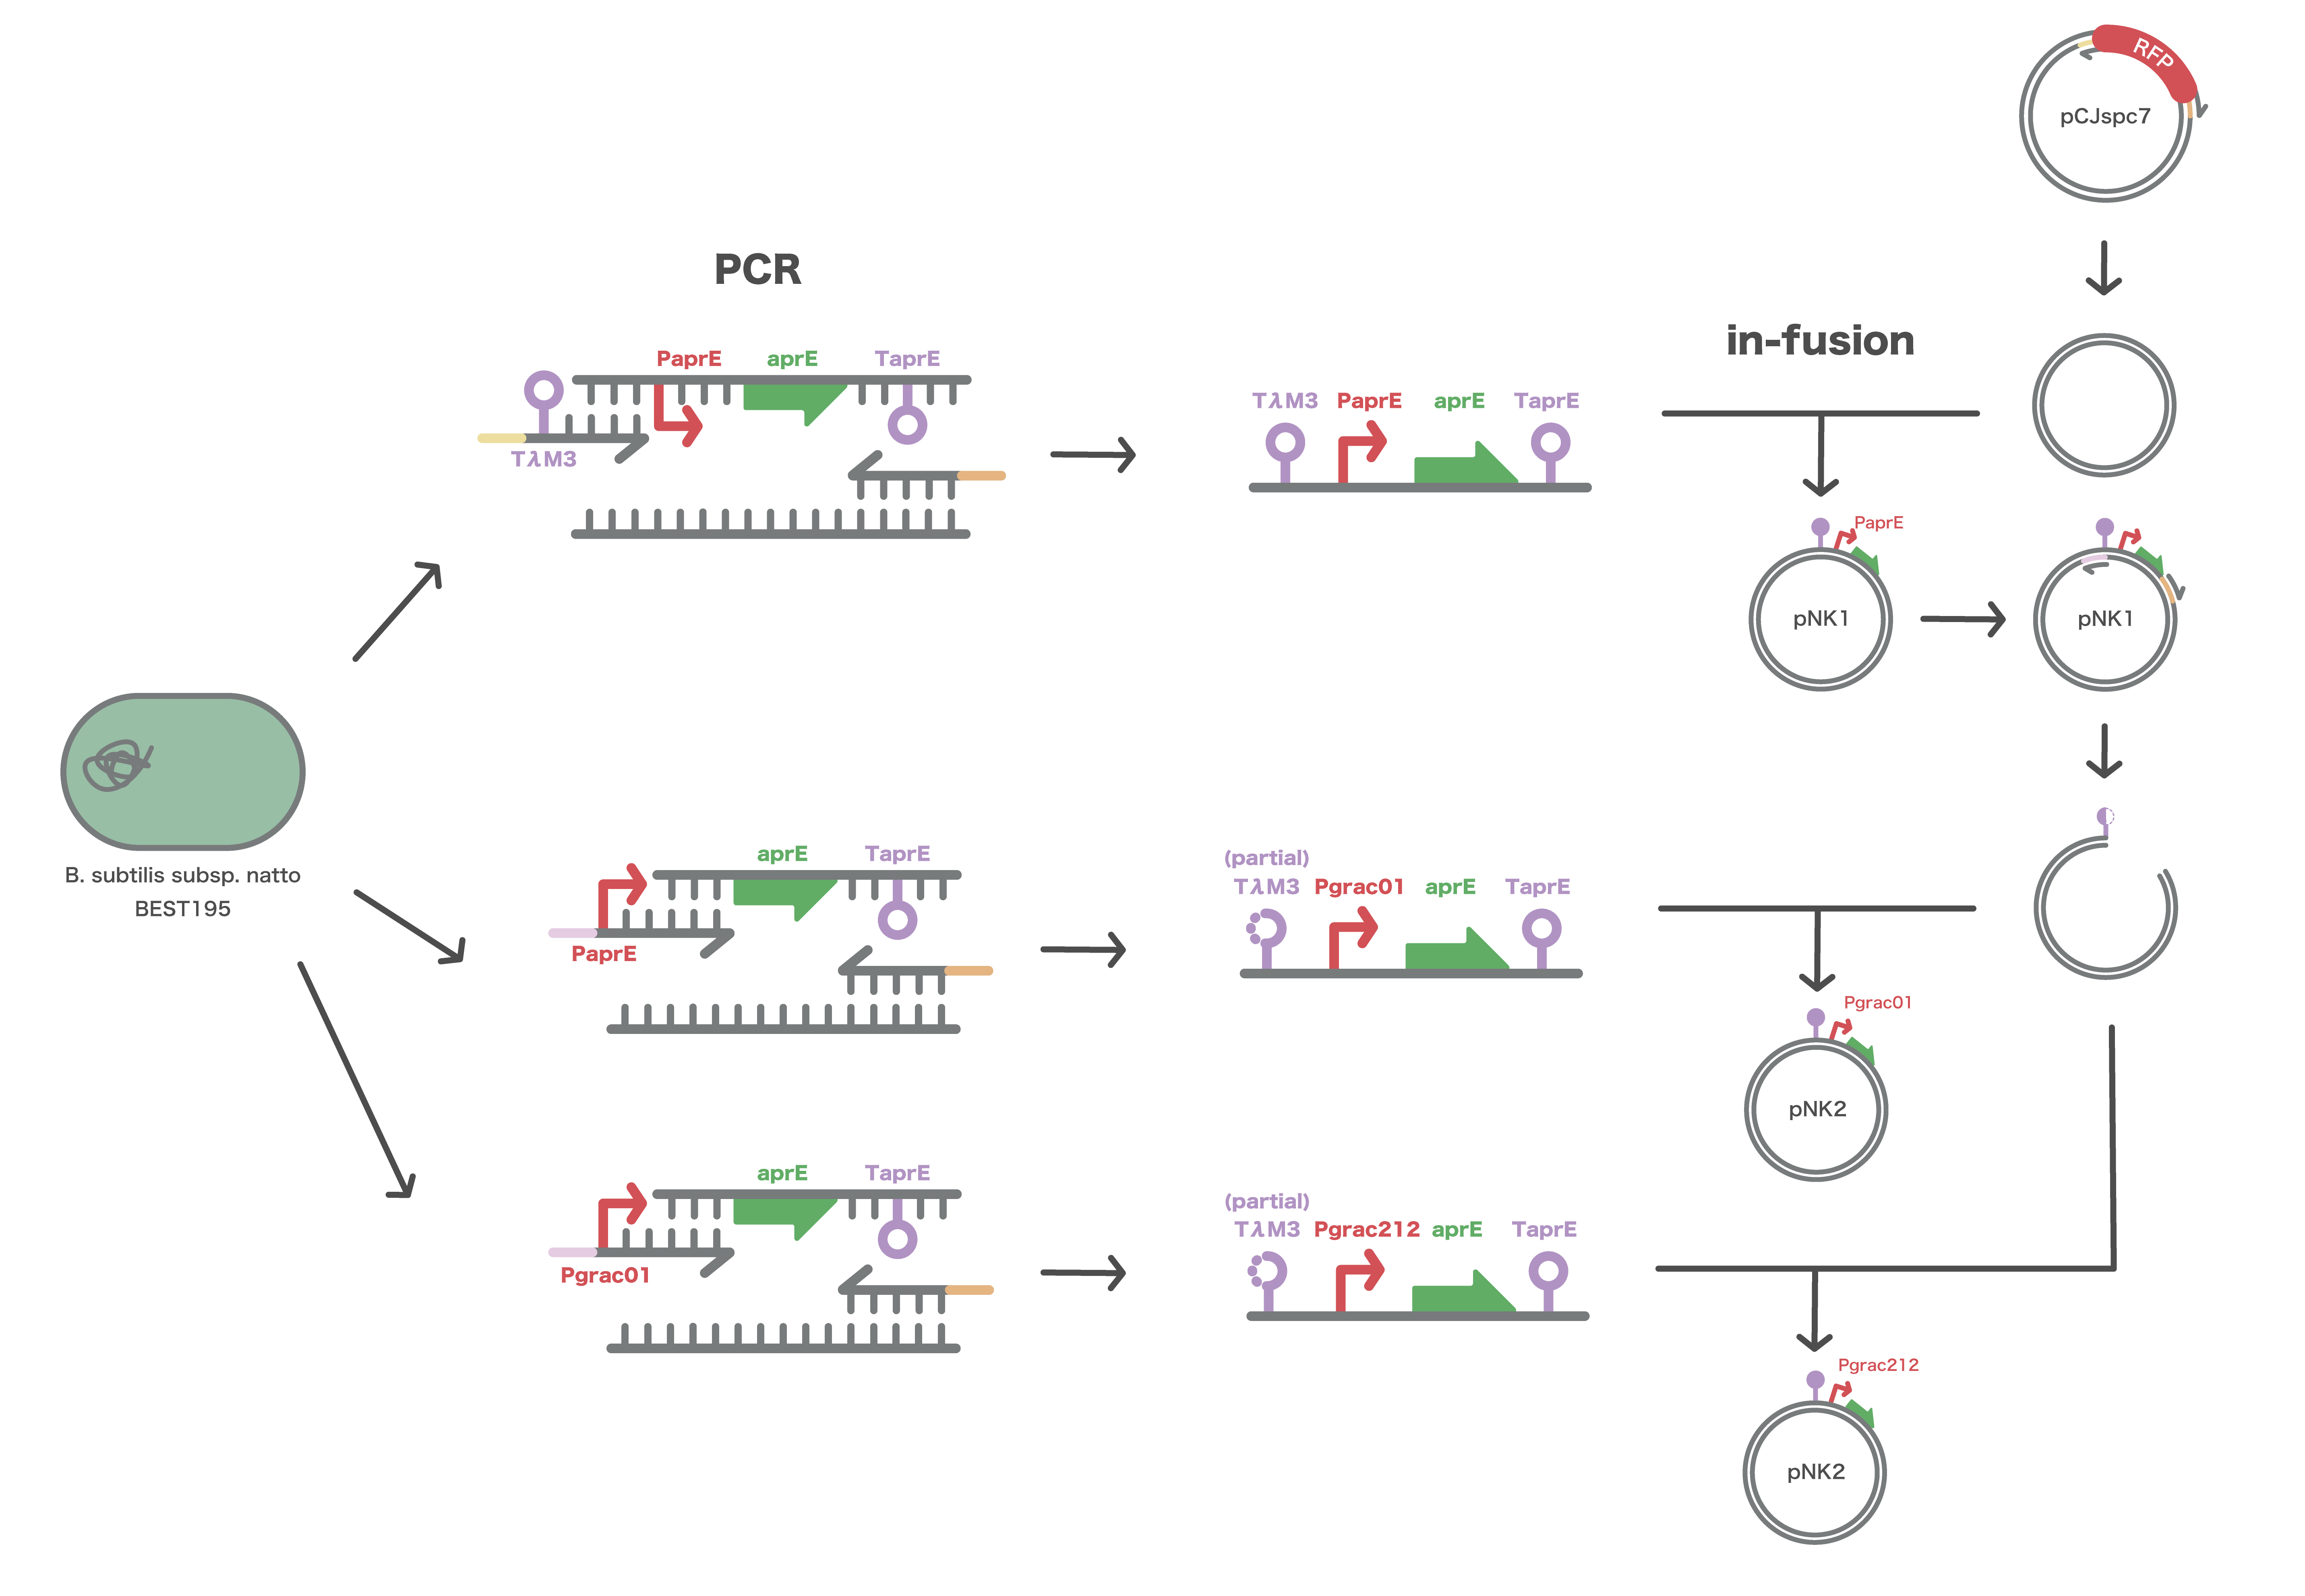 RFP
pCJspc7
PCR
in-fusion
PaprE aprE TaprE
TλM3
TλM3 PaprE aprE TaprE
PaprE
pNK1
pNK1
B. subtilis subsp. natto
BEST195
aprE TaprE
PaprE
(partial)
TλM3 Pgrac01 aprE TaprE
Pgrac01
pNK2
aprE TaprE
Pgrac01
(partial)
TλM3 Pgrac212 aprE TaprE
Pgrac212
pNK2